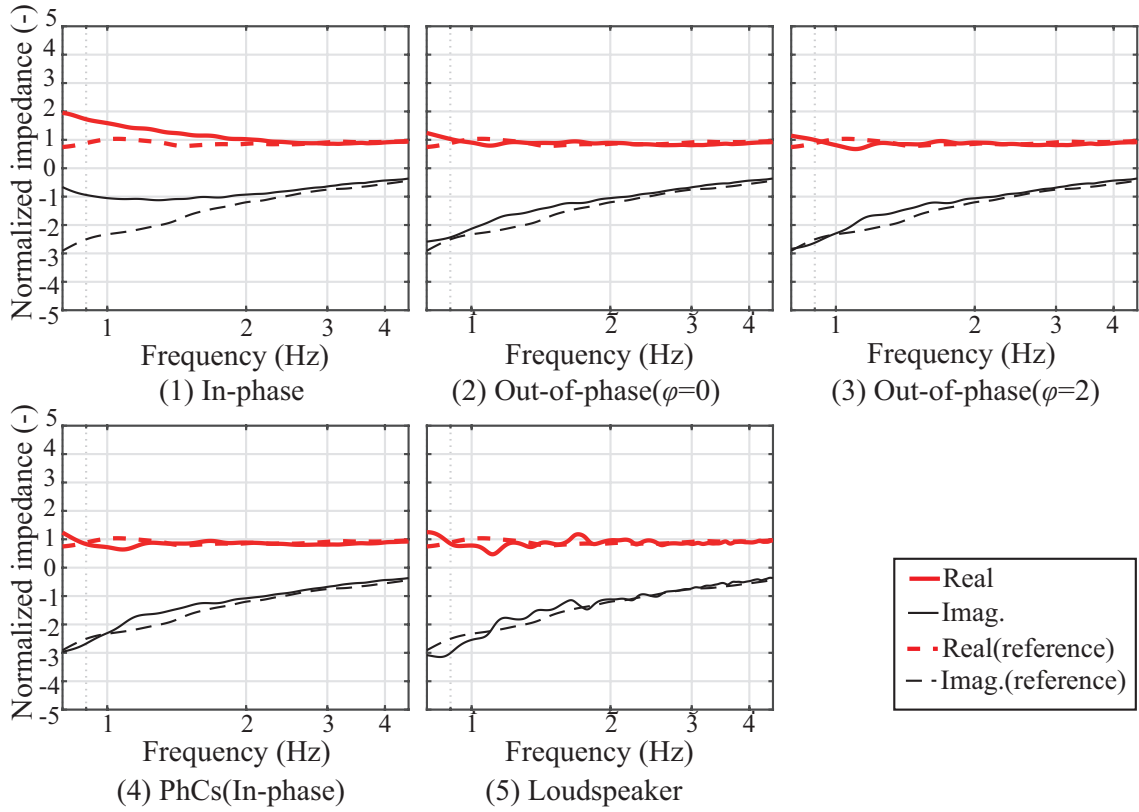 Normalized impedance (-)
5
4
3
2
1
0
-1
-2
-3
-4
-5
1
2
3
4
Frequency (Hz)
(1) In-phase
1
2
3
4
Frequency (Hz)
(2) Out-of-phase(φ=0)
1
2
3
4
Frequency (Hz)
(3) Out-of-phase(φ=2)
Normalized impedance (-)
5
4
3
2
1
0
-1
-2
-3
-4
-5
1
2
3
4
Frequency (Hz)
(4) PhCs(In-phase)
1
2
3
4
Frequency (Hz)
(5) Loudspeaker
Real
Imag.
Real(reference)
Imag.(reference)